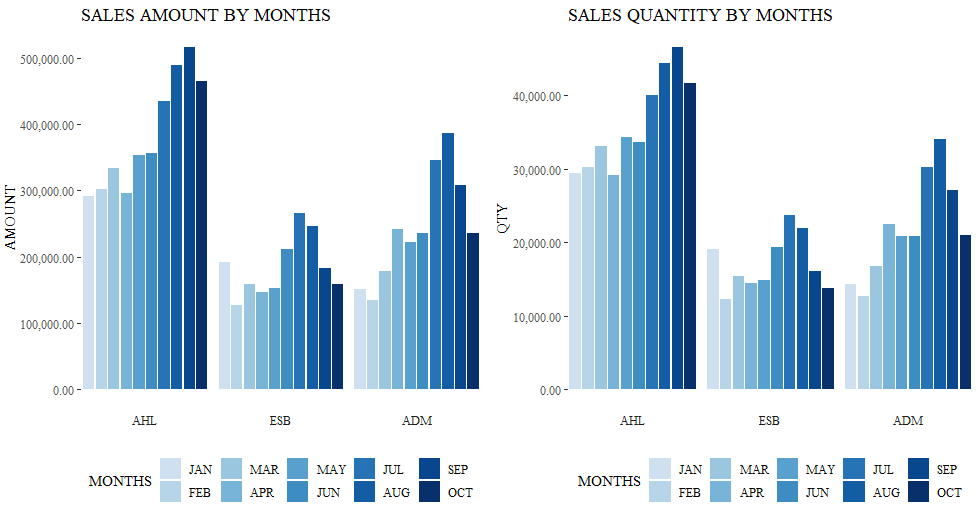 SALES AMOUNT BY MONTHS
500,000.00
400,000.00
300,000.00
200,000.00
100,000.00
0.00
AMOUNT
AHL ESB ADM
MONTHS
JAN MAR MAY JUL SEP
FEB APR JUN AUG OCT
SALES QUANTITY BY MONTHS
40,000.00
30,000.00
20,000.00
10,000.00
0.00
QTY
AHL ESB ADM
MONTHS
JAN MAR MAY JUL SEP
FEB APR JUN AUG OCT